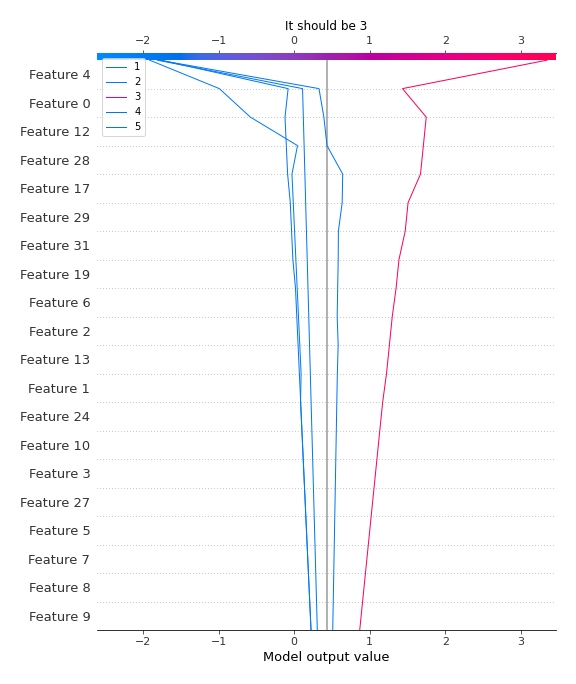 It should be 3
−2 −1 0 1 2 3
1
2
3
4
5
Feature 4
Feature 0
Feature 12
Feature 28
Feature 17
Feature 29
Feature 31
Feature 19
Feature 6
Feature 2
Feature 13
Feature 1
Feature 24
Feature 10
Feature 3
Feature 27
Feature 5
Feature 7
Feature 8
Feature 9
−2 −1 0 1 2 3
Model output value